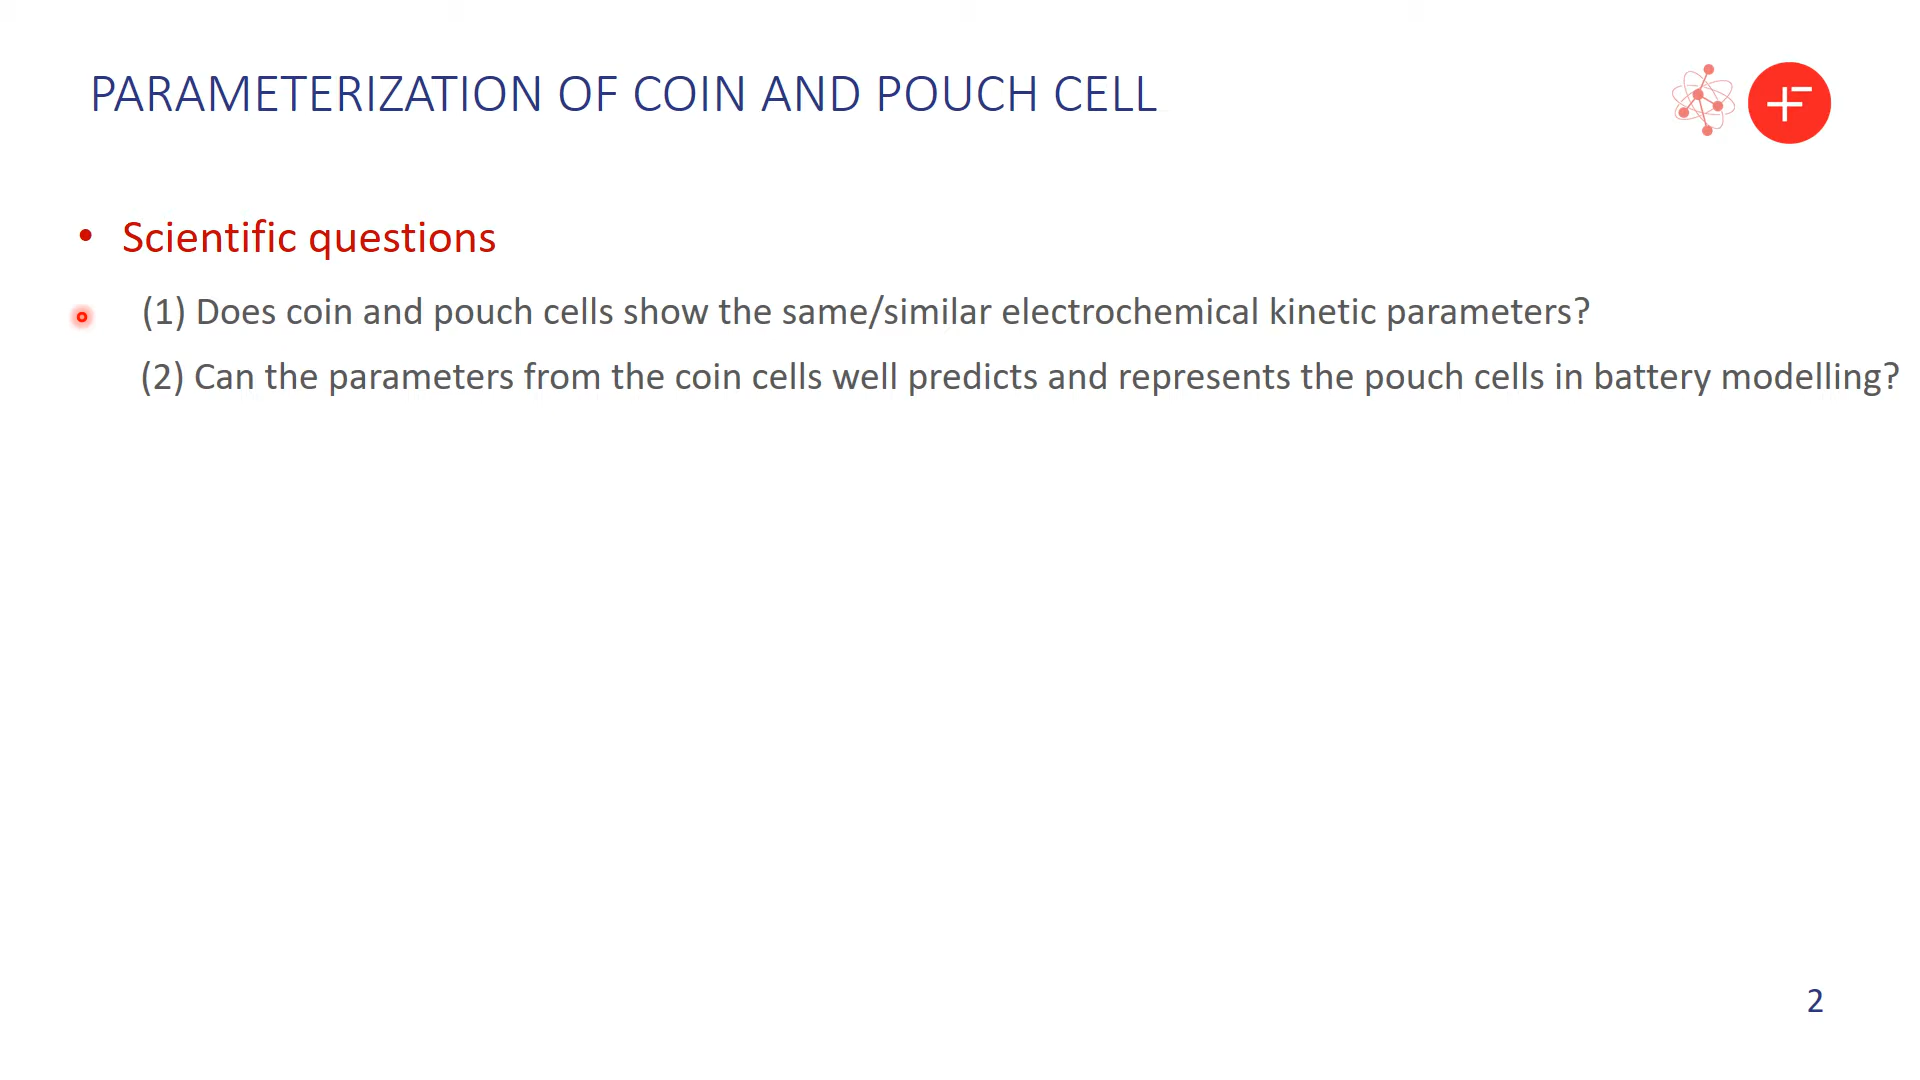 PARAMETERIZATION OF COIN AND POUCH CELL
• Scientific questions
(1) Does coin and pouch cells show the same/similar electrochemical kinetic parameters?
(2) Can the parameters from the coin cells well predicts and represents the pouch cells in battery modelling?
2